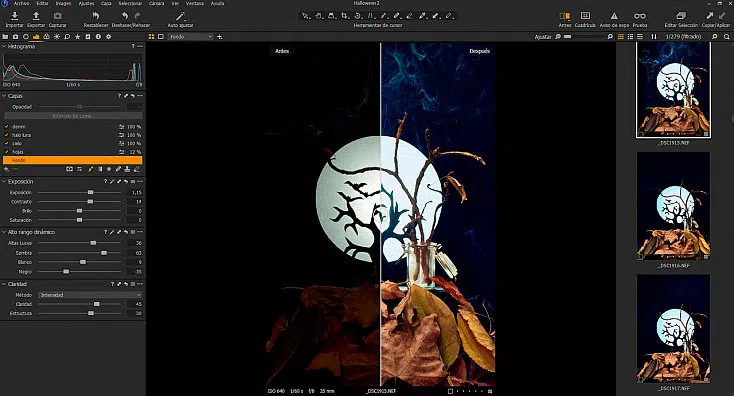 Halloween2
Archivo Editar Imagen Ajustes Capa Seleccionar Cámara Ver Ventana Ayuda
Importar Exportar Capturar Restablecer Deshacer/Rehacer Auto ajustar Herramientas de cursor Antes Cuadrícula Aviso de expo Prueba Editar Selección Copiar/Aplicar
Fondo Ajustar 1/279 (filtrado)
Histograma
ISO 640 1/60 s f/8
Capas
Opacidad
Intervalo de Luma
denim 100 %
halo luna 100 %
cielo 100 %
hojas 12 %
Fondo
Exposición
Exposición 1,15
Contraste 14
Brillo 0
Saturación 0
Alto rango dinámico
Altas Luces 36
Sombra 63
Blanco 9
Negro -35
Claridad
Método Intensidad
Claridad 45
Estructura 30
Antes
Después
ISO 640 1/60 s f/8 35 mm _DSC1915.NEF
_DSC1915.NEF
_DSC1916.NEF
_DSC1917.NEF